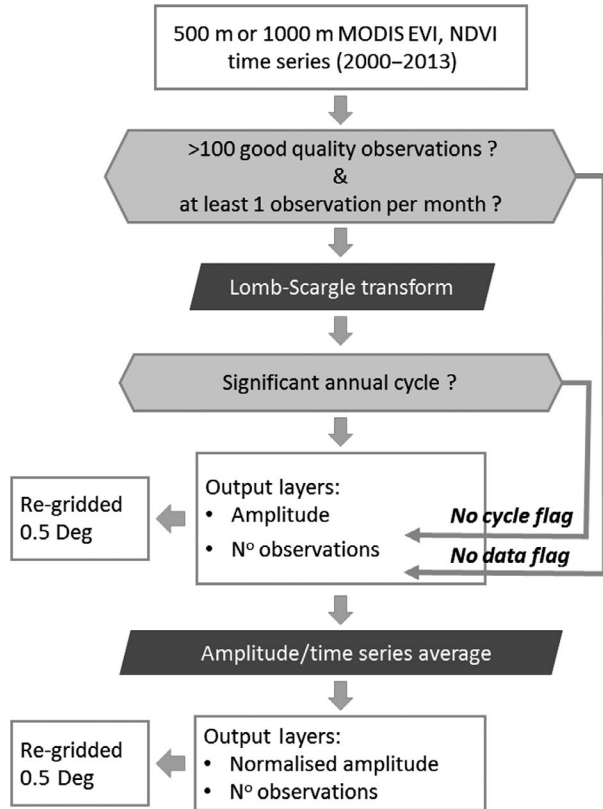 500 m or 1000 m MODIS EVI, NDVI
time series (2000–2013)
>100 good quality observations ?
&
at least 1 observation per month ?
Lomb-Scargle transform
Significant annual cycle ?
Output layers:
• Amplitude
• Nº observations
No cycle flag
No data flag
Re-gridded
0.5 Deg
Amplitude/time series average
Output layers:
• Normalised amplitude
• Nº observations
Re-gridded
0.5 Deg